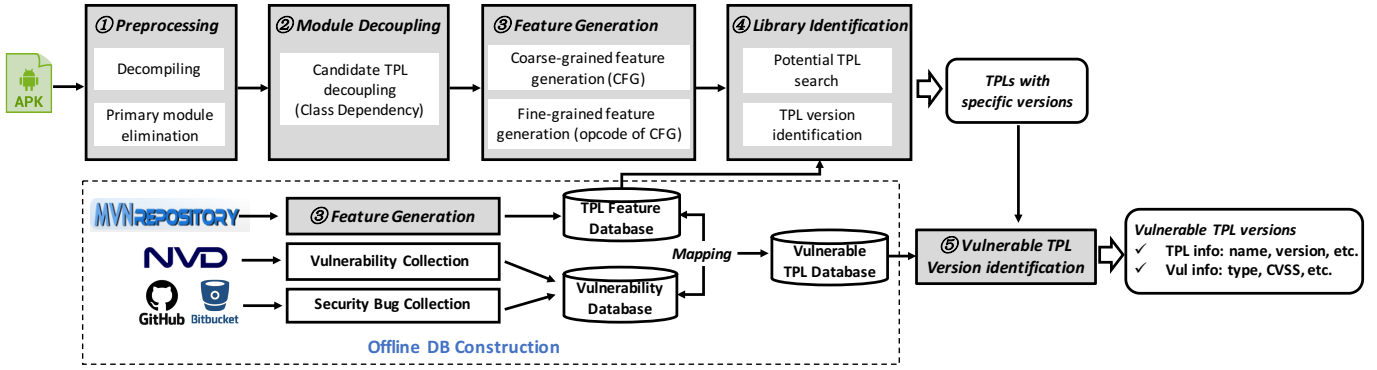 APK
① Preprocessing
Decompiling
Primary module
elimination
② Module Decoupling
Candidate TPL
decoupling
(Class Dependency)
③ Feature Generation
Coarse-grained feature
generation (CFG)
Fine-grained feature
generation (opcode of CFG)
④ Library Identification
Potential TPL
search
TPL version
identification
TPLs with
specific versions
MVNREPOSITORY
③ Feature Generation
TPL Feature
Database
NVD
Vulnerability Collection
GitHub
Bitbucket
Security Bug Collection
Vulnerability
Database
Mapping
Vulnerable
TPL Database
Offline DB Construction
⑤ Vulnerable TPL
Version identification
Vulnerable TPL versions
✓ TPL info: name, version, etc.
✓ Vul info: type, CVSS, etc.